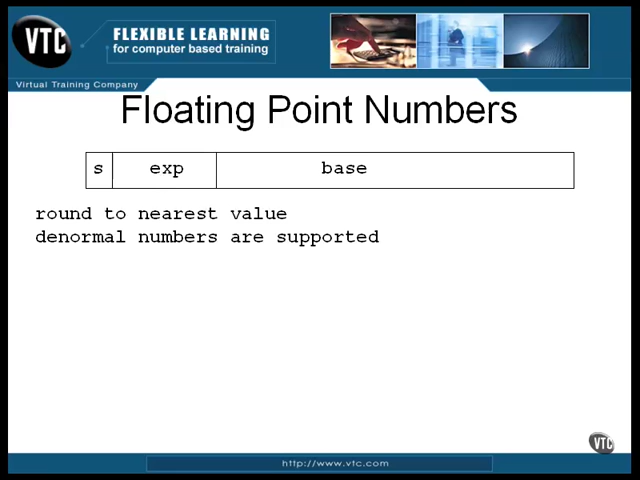 VTC
FLEXIBLE LEARNING
for computer based training
Virtual Training Company
Floating Point Numbers
s exp base
round to nearest value
denormal numbers are supported
VTC
http://www.vtc.com